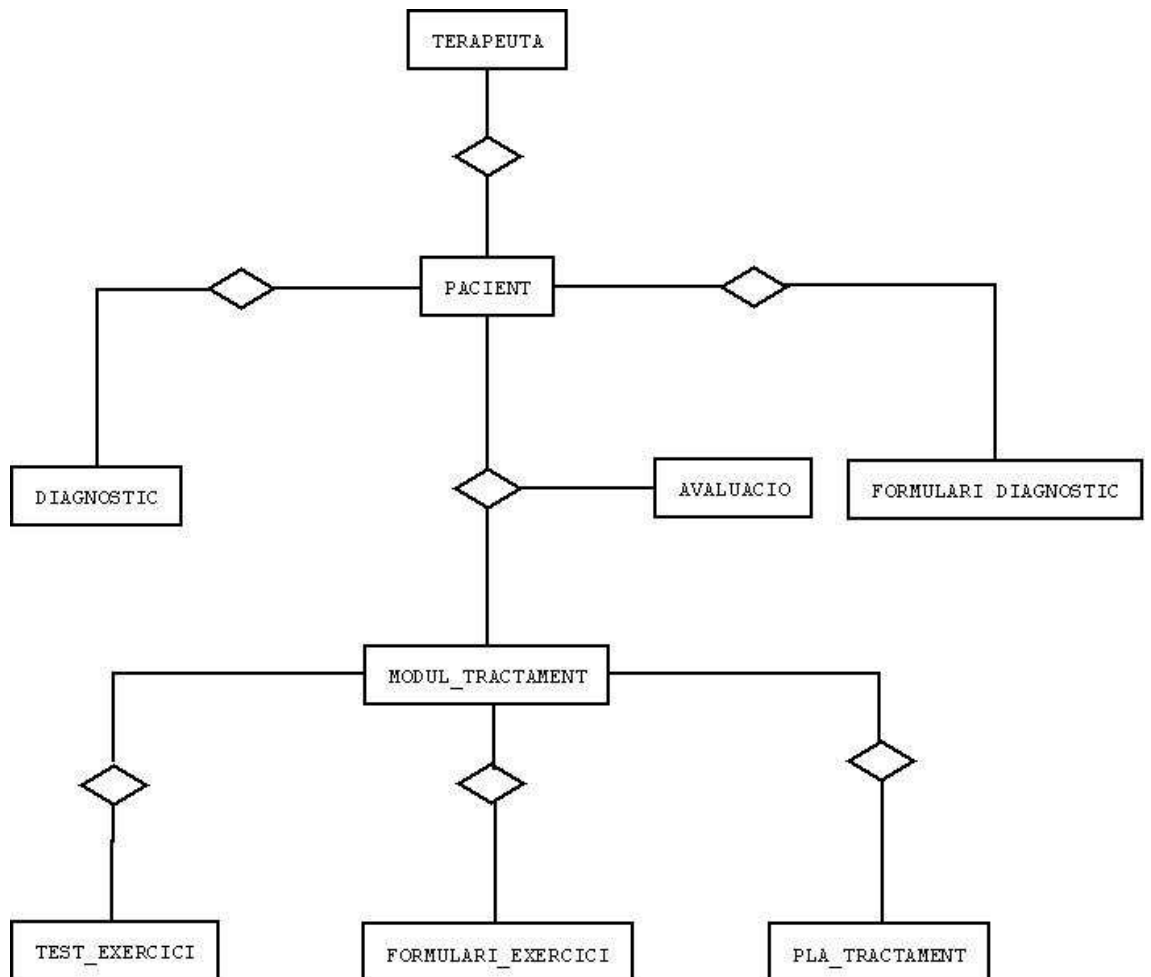 TERAPEUTA
PACIENT
DIAGNOSTIC
AVALUACIO
FORMULARI DIAGNOSTIC
MODUL_TRACTAMENT
TEST_EXERCICI
FORMULARI_EXERCICI
PLA_TRACTAMENT